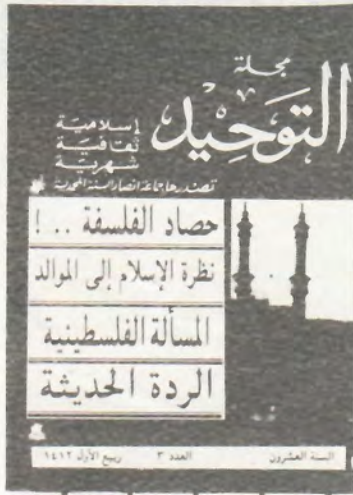 مجلة
التوحيد
إسلامية
ثقافية
شهرية
تصدرها جماعة أنصار السنة المحمدية
حصاد الفلسفة .. !
نظرة الإسلام إلى الموالد
المسألة الفلسطينية
الردة الحديثة
السنة العشرون العدد ٣ ربيع الأول ١٤١٢